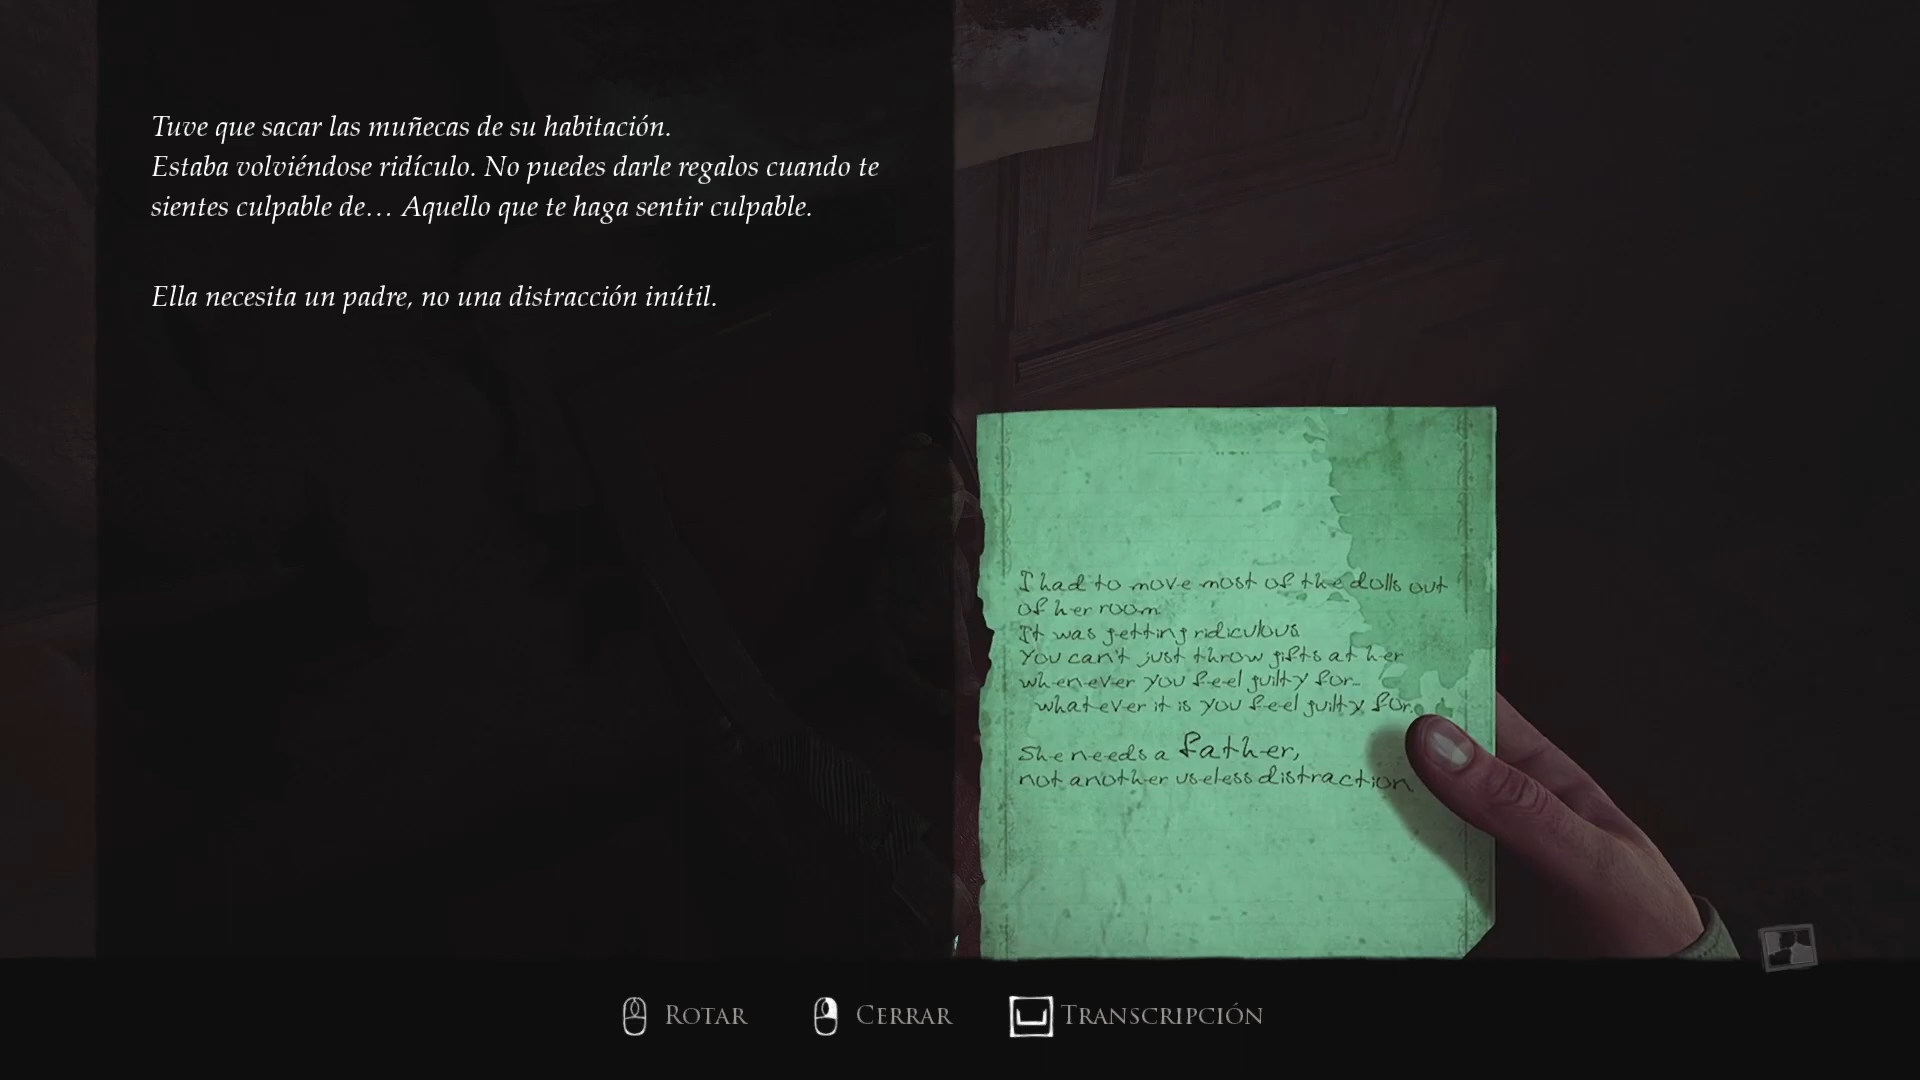 Tuve que sacar las muñecas de su habitación.
Estaba volviéndose ridículo. No puedes darle regalos cuando te
sientes culpable de… Aquello que te haga sentir culpable.
Ella necesita un padre, no una distracción inútil.
I had to move most of the dolls out
of her room
It was getting ridiculous
You can't just throw gifts at her
whenever you feel guilty for...
whatever it is you feel guilty for.
She needs a father,
not another useless distraction
ROTAR
CERRAR
TRANSCRIPCIÓN